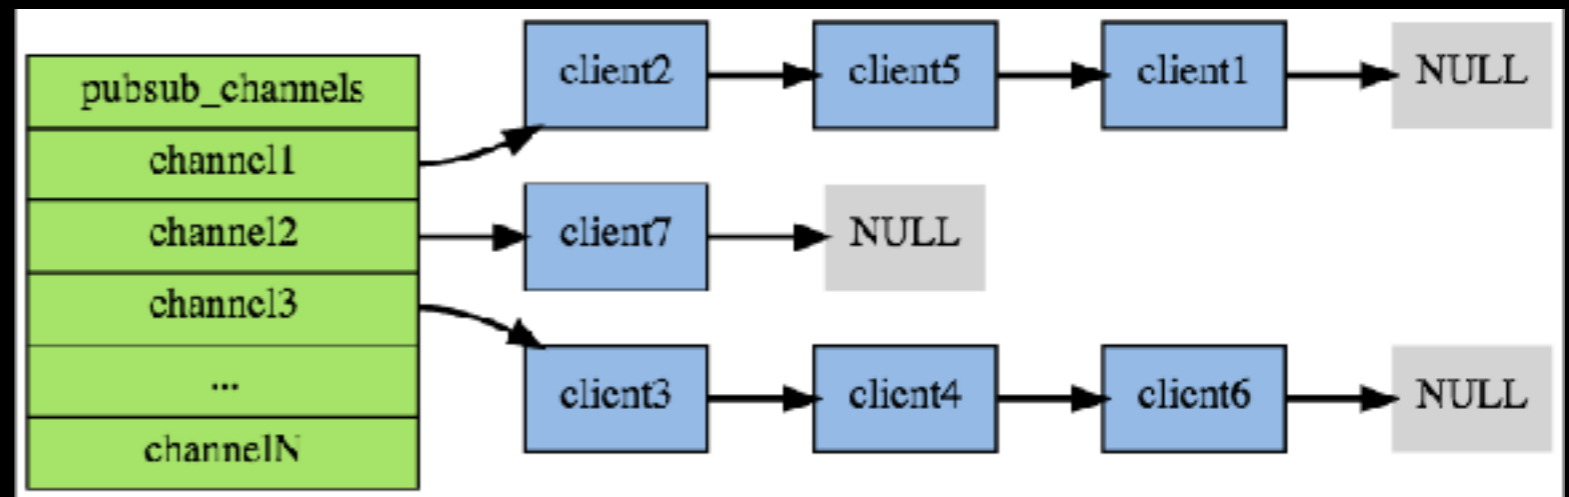 pubsub_channels
channel1
channel2
channel3
...
channelN
client2
client5
client1
NULL
client7
NULL
client3
client4
client6
NULL